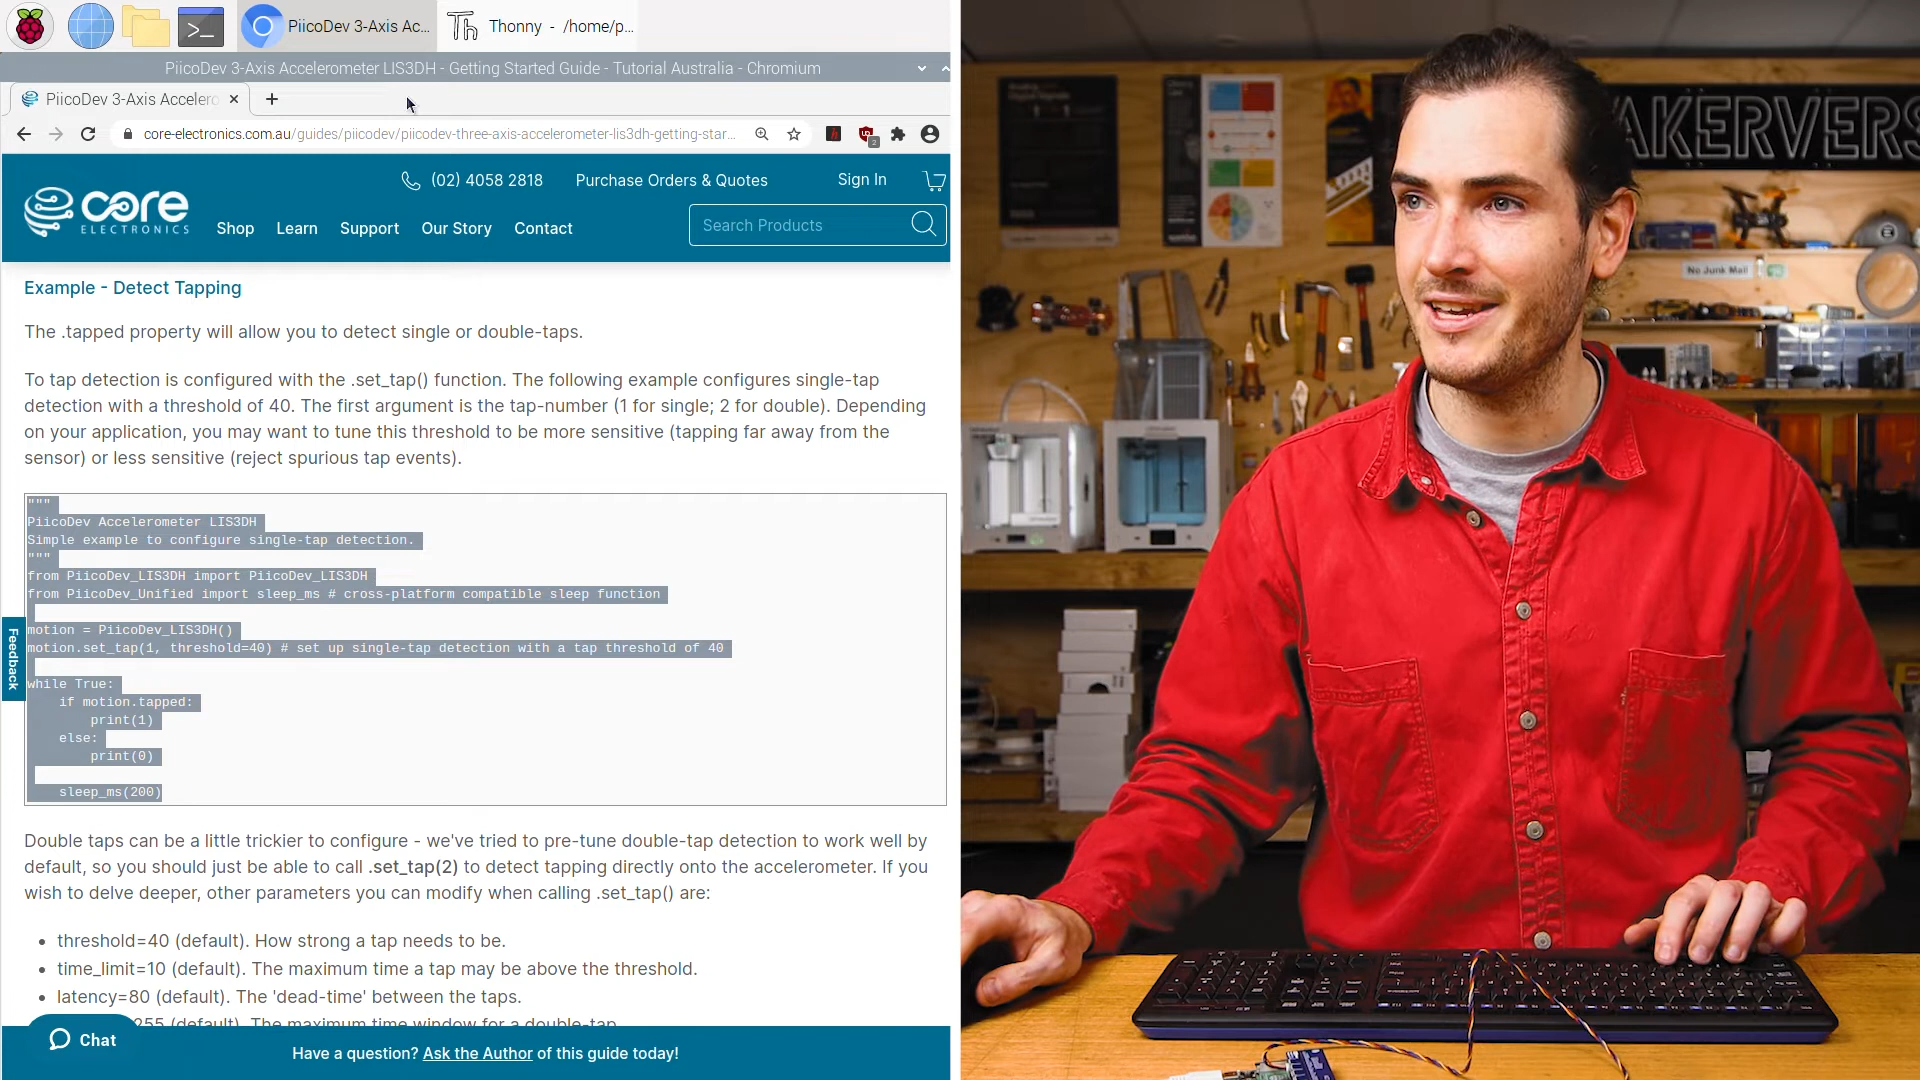 PiicoDev 3-Axis Ac...
Thonny - /home/p...
PiicoDev 3-Axis Accelerometer LIS3DH - Getting Started Guide - Tutorial Australia - Chromium
PiicoDev 3-Axis Accelero
core-electronics.com.au/guides/piicodev/piicodev-three-axis-accelerometer-lis3dh-getting-star...
2
(02) 4058 2818
Purchase Orders & Quotes
Sign In
core
ELECTRONICS
Shop
Learn
Support
Our Story
Contact
Search Products
Example - Detect Tapping
The .tapped property will allow you to detect single or double-taps.
To tap detection is configured with the .set_tap() function. The following example configures single-tap
detection with a threshold of 40. The first argument is the tap-number (1 for single; 2 for double). Depending
on your application, you may want to tune this threshold to be more sensitive (tapping far away from the
sensor) or less sensitive (reject spurious tap events).
"""
PiicoDev Accelerometer LIS3DH
Simple example to configure single-tap detection.
"""
from PiicoDev_LIS3DH import PiicoDev_LIS3DH
from PiicoDev_Unified import sleep_ms # cross-platform compatible sleep function
motion = PiicoDev_LIS3DH()
motion.set_tap(1, threshold=40) # set up single-tap detection with a tap threshold of 40
while True:
if motion.tapped:
print(1)
else:
print(0)
sleep_ms(200)
Feedback
Double taps can be a little trickier to configure - we've tried to pre-tune double-tap detection to work well by
default, so you should just be able to call .set_tap(2) to detect tapping directly onto the accelerometer. If you
wish to delve deeper, other parameters you can modify when calling .set_tap() are:
• threshold=40 (default). How strong a tap needs to be.
• time_limit=10 (default). The maximum time a tap may be above the threshold.
• latency=80 (default). The 'dead-time' between the taps.
255 (default). The maximum time window for a double-tap
Chat
Have a question? Ask the Author of this guide today!
AKERVERS
No Junk Mail